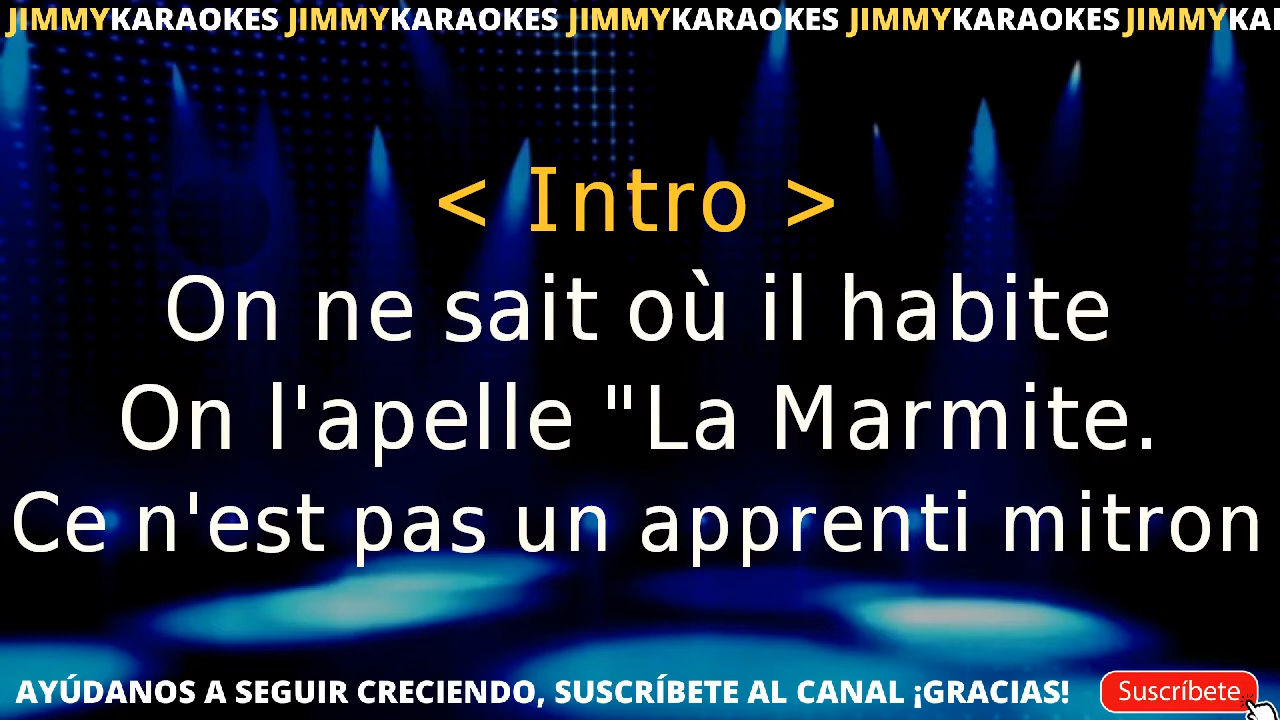 JIMMYKARAOKES JIMMYKARAOKES JIMMYKARAOKES JIMMYKARAOKES JIMMYKA
< Intro >
On ne sait où il habite
On l'apelle "La Marmite.
Ce n'est pas un apprenti mitron
AYÚDANOS A SEGUIR CRECIENDO, SUSCRÍBETE AL CANAL ¡GRACIAS!
Suscríbete